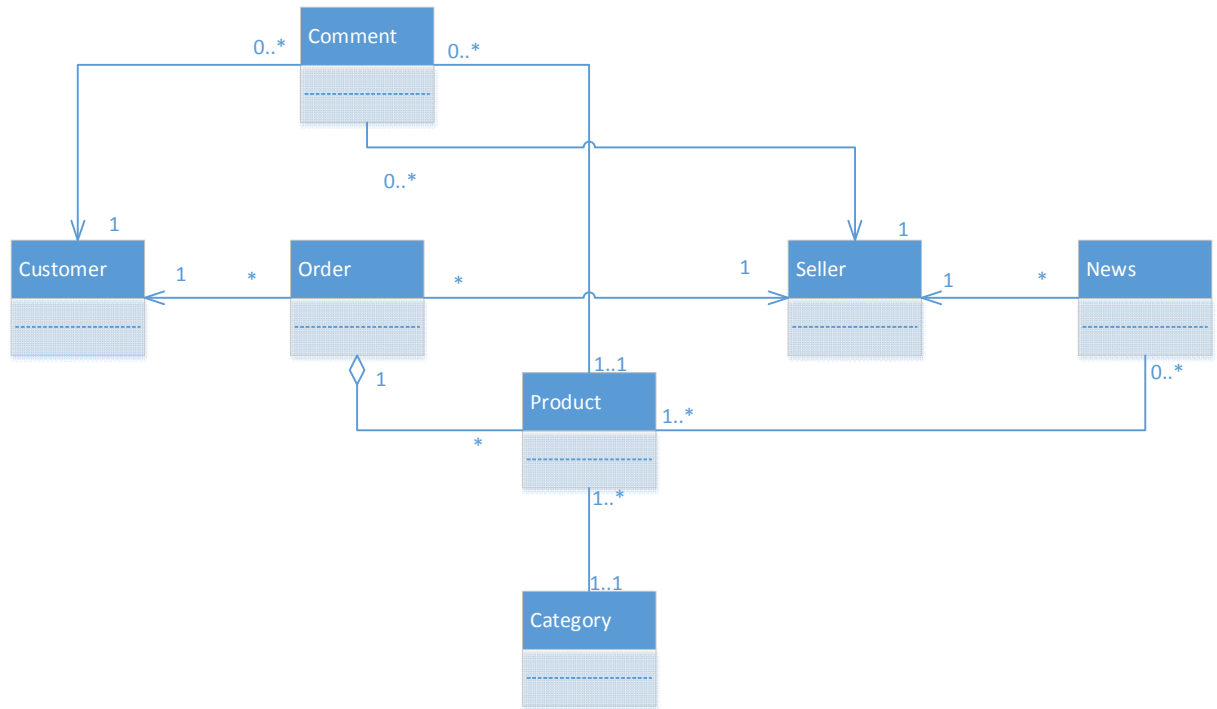 Comment
0..*
0..*
0..*
1
1
Customer
1
*
Order
*
1
Seller
1
*
News
1
1..1
0..*
Product
1..*
*
1..*
1..1
Category